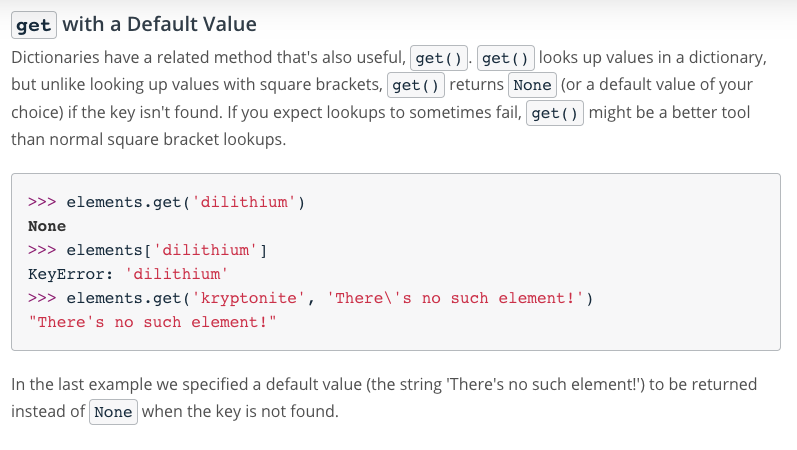 get with a Default Value
Dictionaries have a related method that's also useful, get(). get() looks up values in a dictionary,
but unlike looking up values with square brackets, get() returns None (or a default value of your
choice) if the key isn't found. If you expect lookups to sometimes fail, get() might be a better tool
than normal square bracket lookups.
>>> elements.get('dilithium')
None
>>> elements['dilithium']
KeyError: 'dilithium'
>>> elements.get('kryptonite', 'There\'s no such element!')
"There's no such element!"
In the last example we specified a default value (the string 'There's no such element!') to be returned
instead of None when the key is not found.